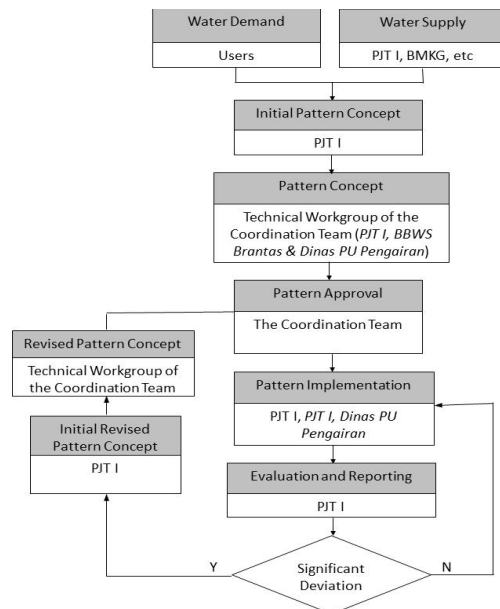 Water Demand
Users
Water Supply
PJT I, BMKG, etc
Initial Pattern Concept
PJT I
Pattern Concept
Technical Workgroup of the
Coordination Team (PJT I, BBWS
Brantas & Dinas PU Pengairan)
Pattern Approval
The Coordination Team
Revised Pattern Concept
Technical Workgroup of
the Coordination Team
Pattern Implementation
PJT I, PJT I, Dinas PU
Pengairan
Initial Revised
Pattern Concept
PJT I
Evaluation and Reporting
PJT I
Y
Significant
Deviation
N